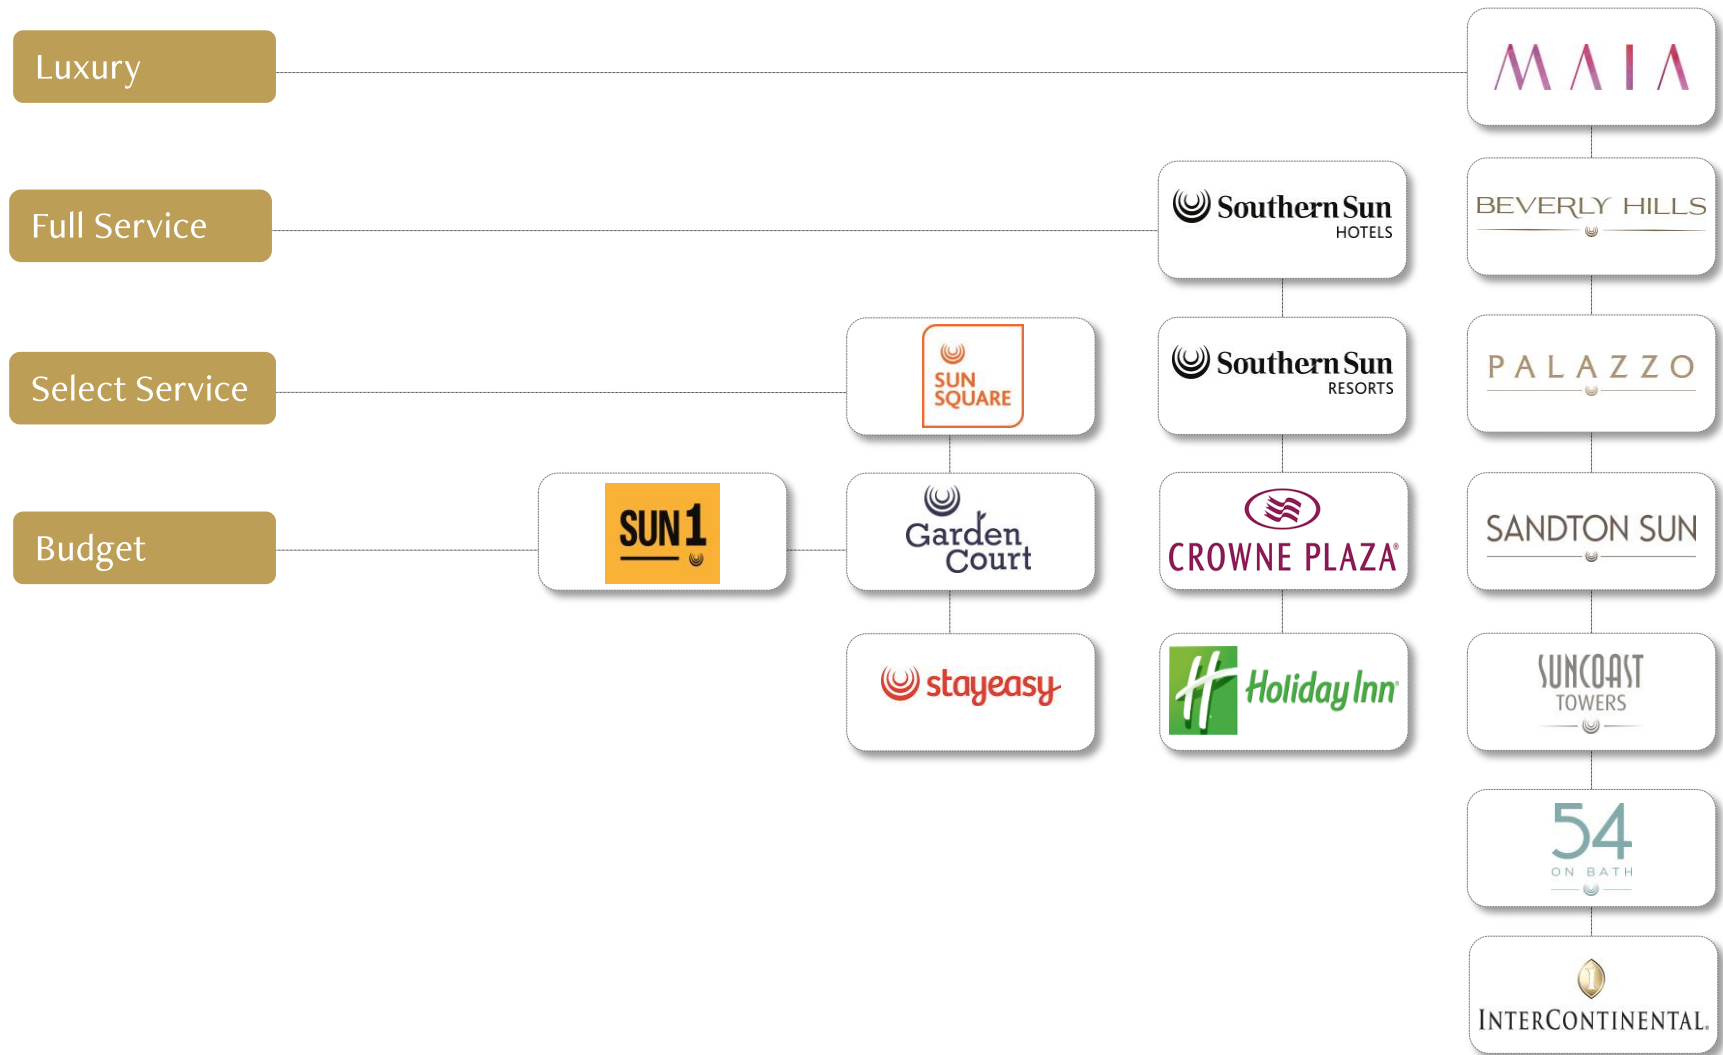 Luxury
MAIA
Full Service
Southern Sun
HOTELS
BEVERLY HILLS
Select Service
SUN
SQUARE
Southern Sun
RESORTS
PALAZZO
Budget
SUN1
Garden
Court
CROWNE PLAZA®
SANDTON SUN
stayeasy
H Holiday Inn®
SUNCOAST
TOWERS
54
ON BATH
INTERCONTINENTAL®